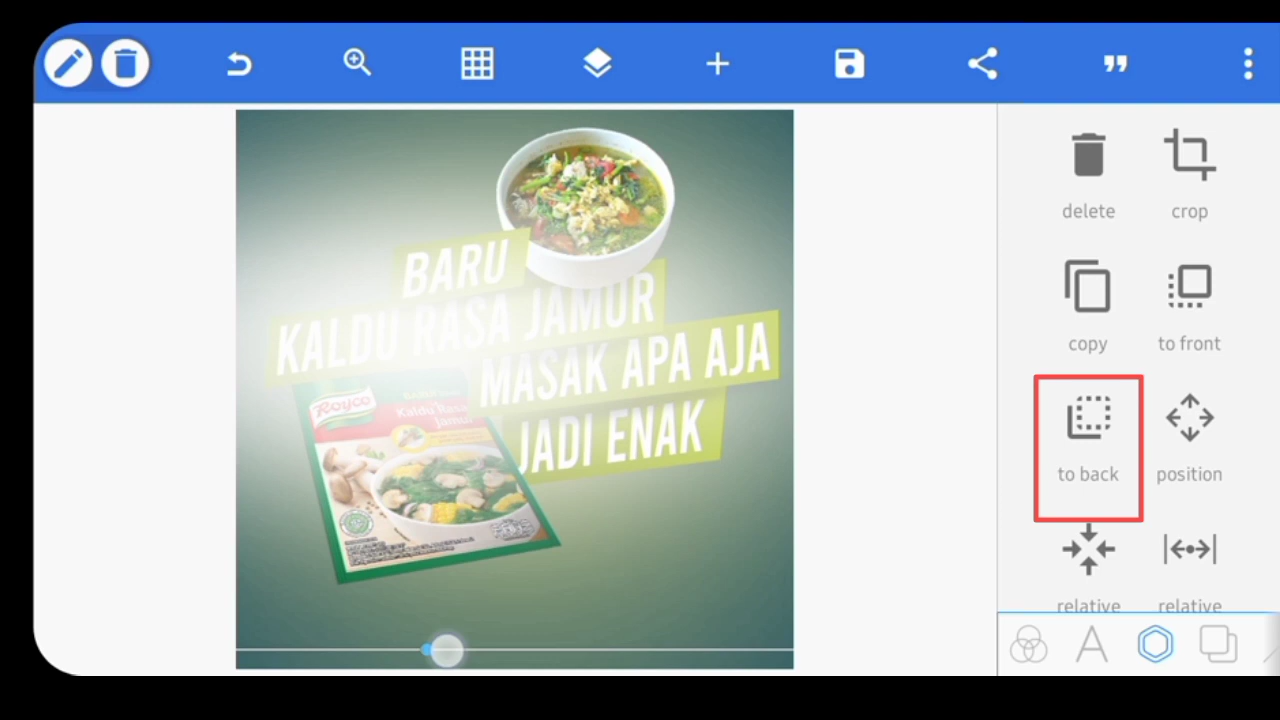 delete
crop
BARU
KALDU RASA JAMUR
MASAK APA AJA
JADI ENAK
Royco
Kaldu Rasa
Jamur
copy
to front
to back
position
relative
relative